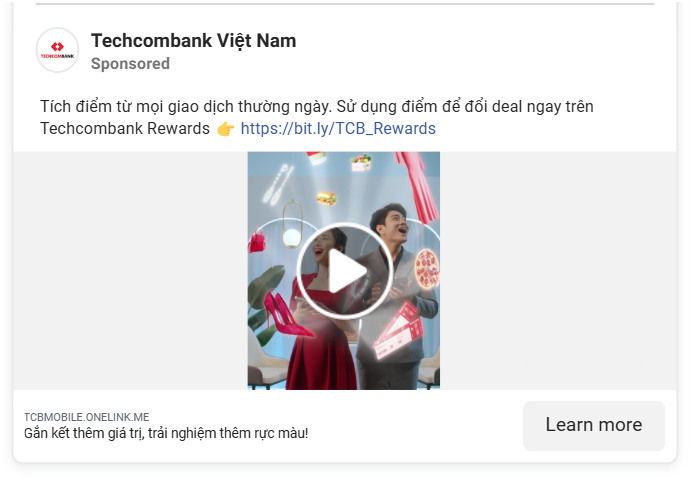 TECHCOMBANK
Techcombank Việt Nam
Sponsored
Tích điểm từ mọi giao dịch thường ngày. Sử dụng điểm để đổi deal ngay trên
Techcombank Rewards 👉 https://bit.ly/TCB_Rewards
TCBMOBILE.ONELINK.ME
Gắn kết thêm giá trị, trải nghiệm thêm rực màu!
Learn more